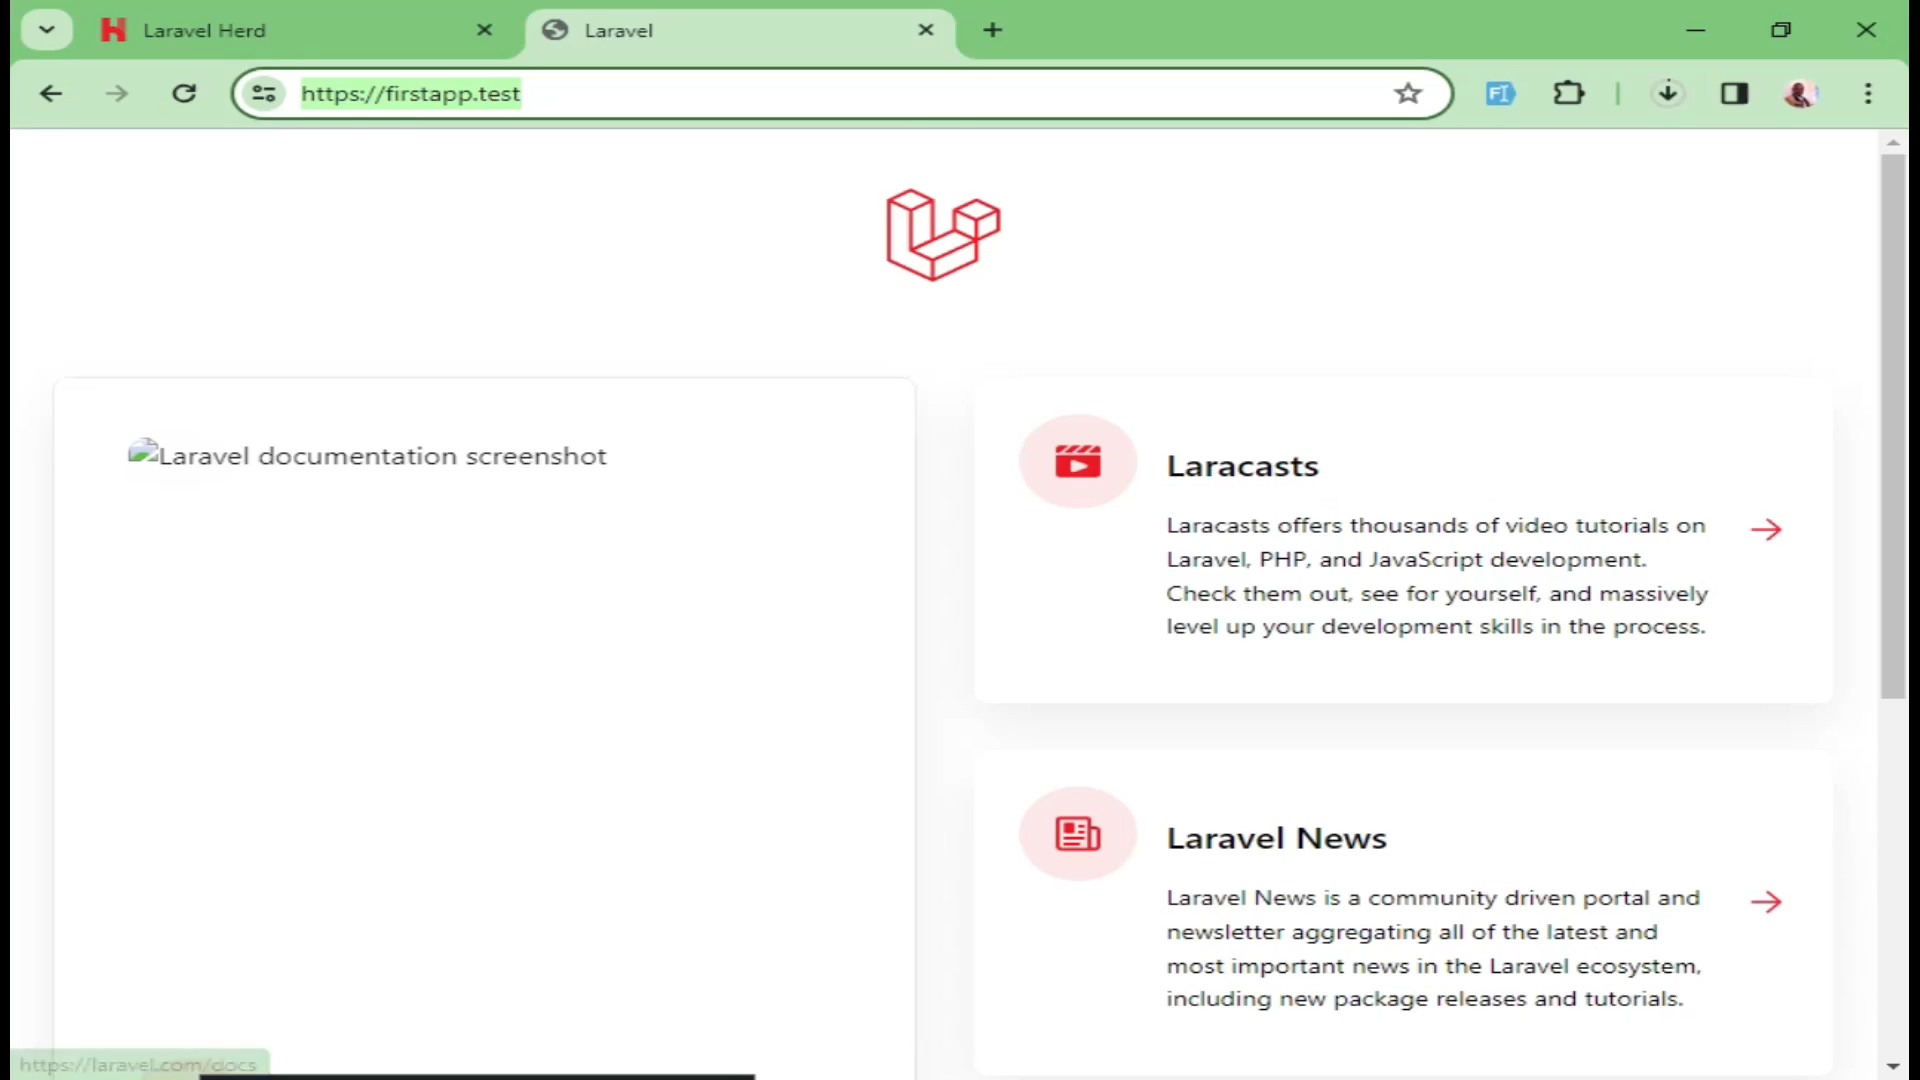 Laravel Herd
Laravel
https://firstapp.test
FI
Laravel documentation screenshot
Laracasts
Laracasts offers thousands of video tutorials on
Laravel, PHP, and JavaScript development.
Check them out, see for yourself, and massively
level up your development skills in the process.
Laravel News
Laravel News is a community driven portal and
newsletter aggregating all of the latest and
most important news in the Laravel ecosystem,
including new package releases and tutorials.
https://laravel.com/docs